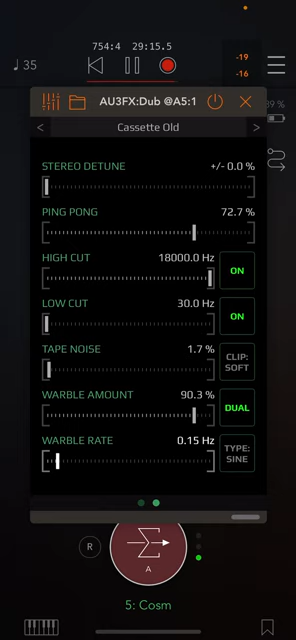 ♩35
754:4 29:15.5
-19
-16
AU3FX:Dub @A5:1
39 %
< Cassette Old >
STEREO DETUNE +/- 0.0 %
PING PONG 72.7 %
HIGH CUT 18000.0 Hz
ON
LOW CUT 30.0 Hz
ON
TAPE NOISE 1.7 %
CLIP:
SOFT
WARBLE AMOUNT 90.3 %
DUAL
WARBLE RATE 0.15 Hz
TYPE:
SINE
R
A
5: Cosm